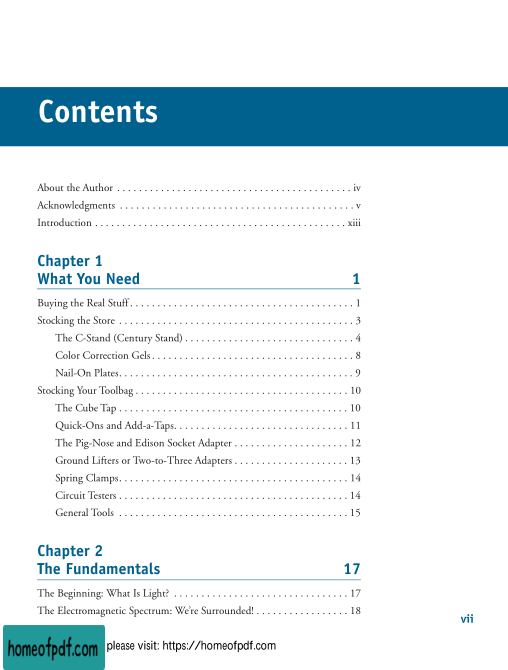 Contents
About the Author . . . . . . . . . . . . . . . . . . . . . . . . . . . . . . . . . . . . . . . . . . . iv
Acknowledgments . . . . . . . . . . . . . . . . . . . . . . . . . . . . . . . . . . . . . . . . . . . v
Introduction . . . . . . . . . . . . . . . . . . . . . . . . . . . . . . . . . . . . . . . . . . . . . . xiii
Chapter 1
What You Need 1
Buying the Real Stuff . . . . . . . . . . . . . . . . . . . . . . . . . . . . . . . . . . . . . . . . . 1
Stocking the Store . . . . . . . . . . . . . . . . . . . . . . . . . . . . . . . . . . . . . . . . . . . 3
The C-Stand (Century Stand) . . . . . . . . . . . . . . . . . . . . . . . . . . . . . . . 4
Color Correction Gels . . . . . . . . . . . . . . . . . . . . . . . . . . . . . . . . . . . . . 8
Nail-On Plates. . . . . . . . . . . . . . . . . . . . . . . . . . . . . . . . . . . . . . . . . . . 9
Stocking Your Toolbag . . . . . . . . . . . . . . . . . . . . . . . . . . . . . . . . . . . . . . . 10
The Cube Tap . . . . . . . . . . . . . . . . . . . . . . . . . . . . . . . . . . . . . . . . . . 10
Quick-Ons and Add-a-Taps. . . . . . . . . . . . . . . . . . . . . . . . . . . . . . . . 11
The Pig-Nose and Edison Socket Adapter . . . . . . . . . . . . . . . . . . . . . 12
Ground Lifters or Two-to-Three Adapters . . . . . . . . . . . . . . . . . . . . . 13
Spring Clamps. . . . . . . . . . . . . . . . . . . . . . . . . . . . . . . . . . . . . . . . . . 14
Circuit Testers . . . . . . . . . . . . . . . . . . . . . . . . . . . . . . . . . . . . . . . . . . 14
General Tools . . . . . . . . . . . . . . . . . . . . . . . . . . . . . . . . . . . . . . . . . . 15
Chapter 2
The Fundamentals 17
The Beginning: What Is Light? . . . . . . . . . . . . . . . . . . . . . . . . . . . . . . . . 17
The Electromagnetic Spectrum: We're Surrounded! . . . . . . . . . . . . . . . . . 18
vii
homeofpdf.com please visit: https://homeofpdf.com